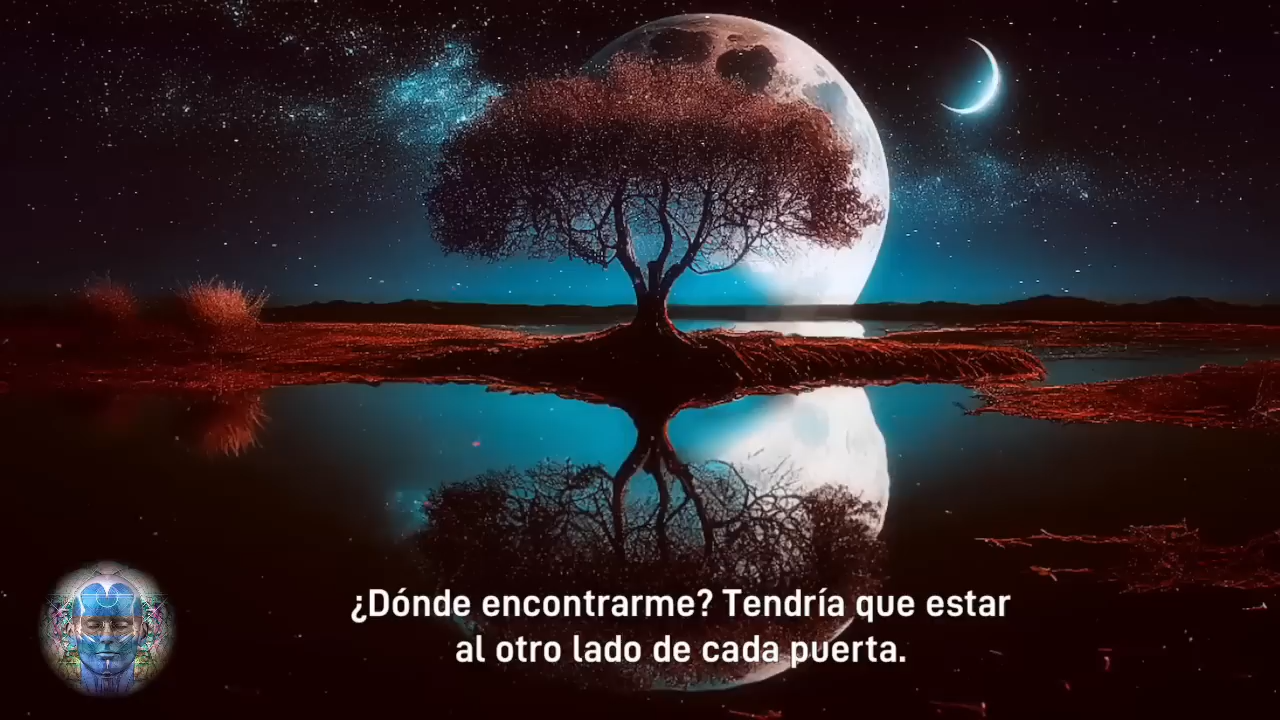 ¿Dónde encontrarme? Tendría que estar
al otro lado de cada puerta.